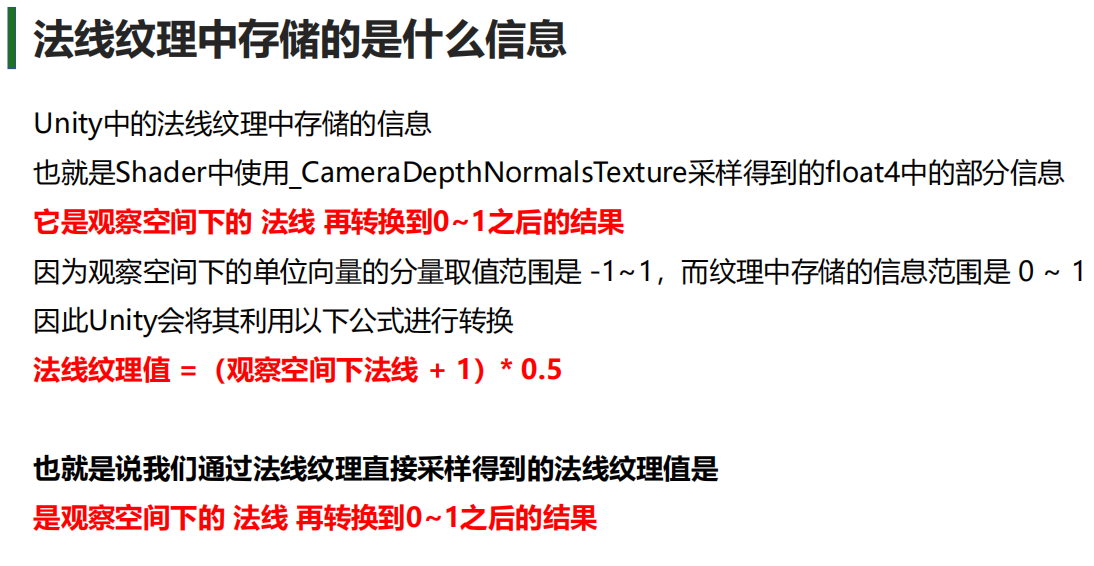 法线纹理中存储的是什么信息
Unity中的法线纹理中存储的信息
也就是Shader中使用_CameraDepthNormalsTexture采样得到的float4中的部分信息
它是观察空间下的 法线 再转换到0~1之后的结果
因为观察空间下的单位向量的分量取值范围是 -1~1，而纹理中存储的信息范围是 0 ~ 1
因此Unity会将其利用以下公式进行转换
法线纹理值 =（观察空间下法线 + 1）* 0.5
也就是说我们通过法线纹理直接采样得到的法线纹理值是
是观察空间下的 法线 再转换到0~1之后的结果